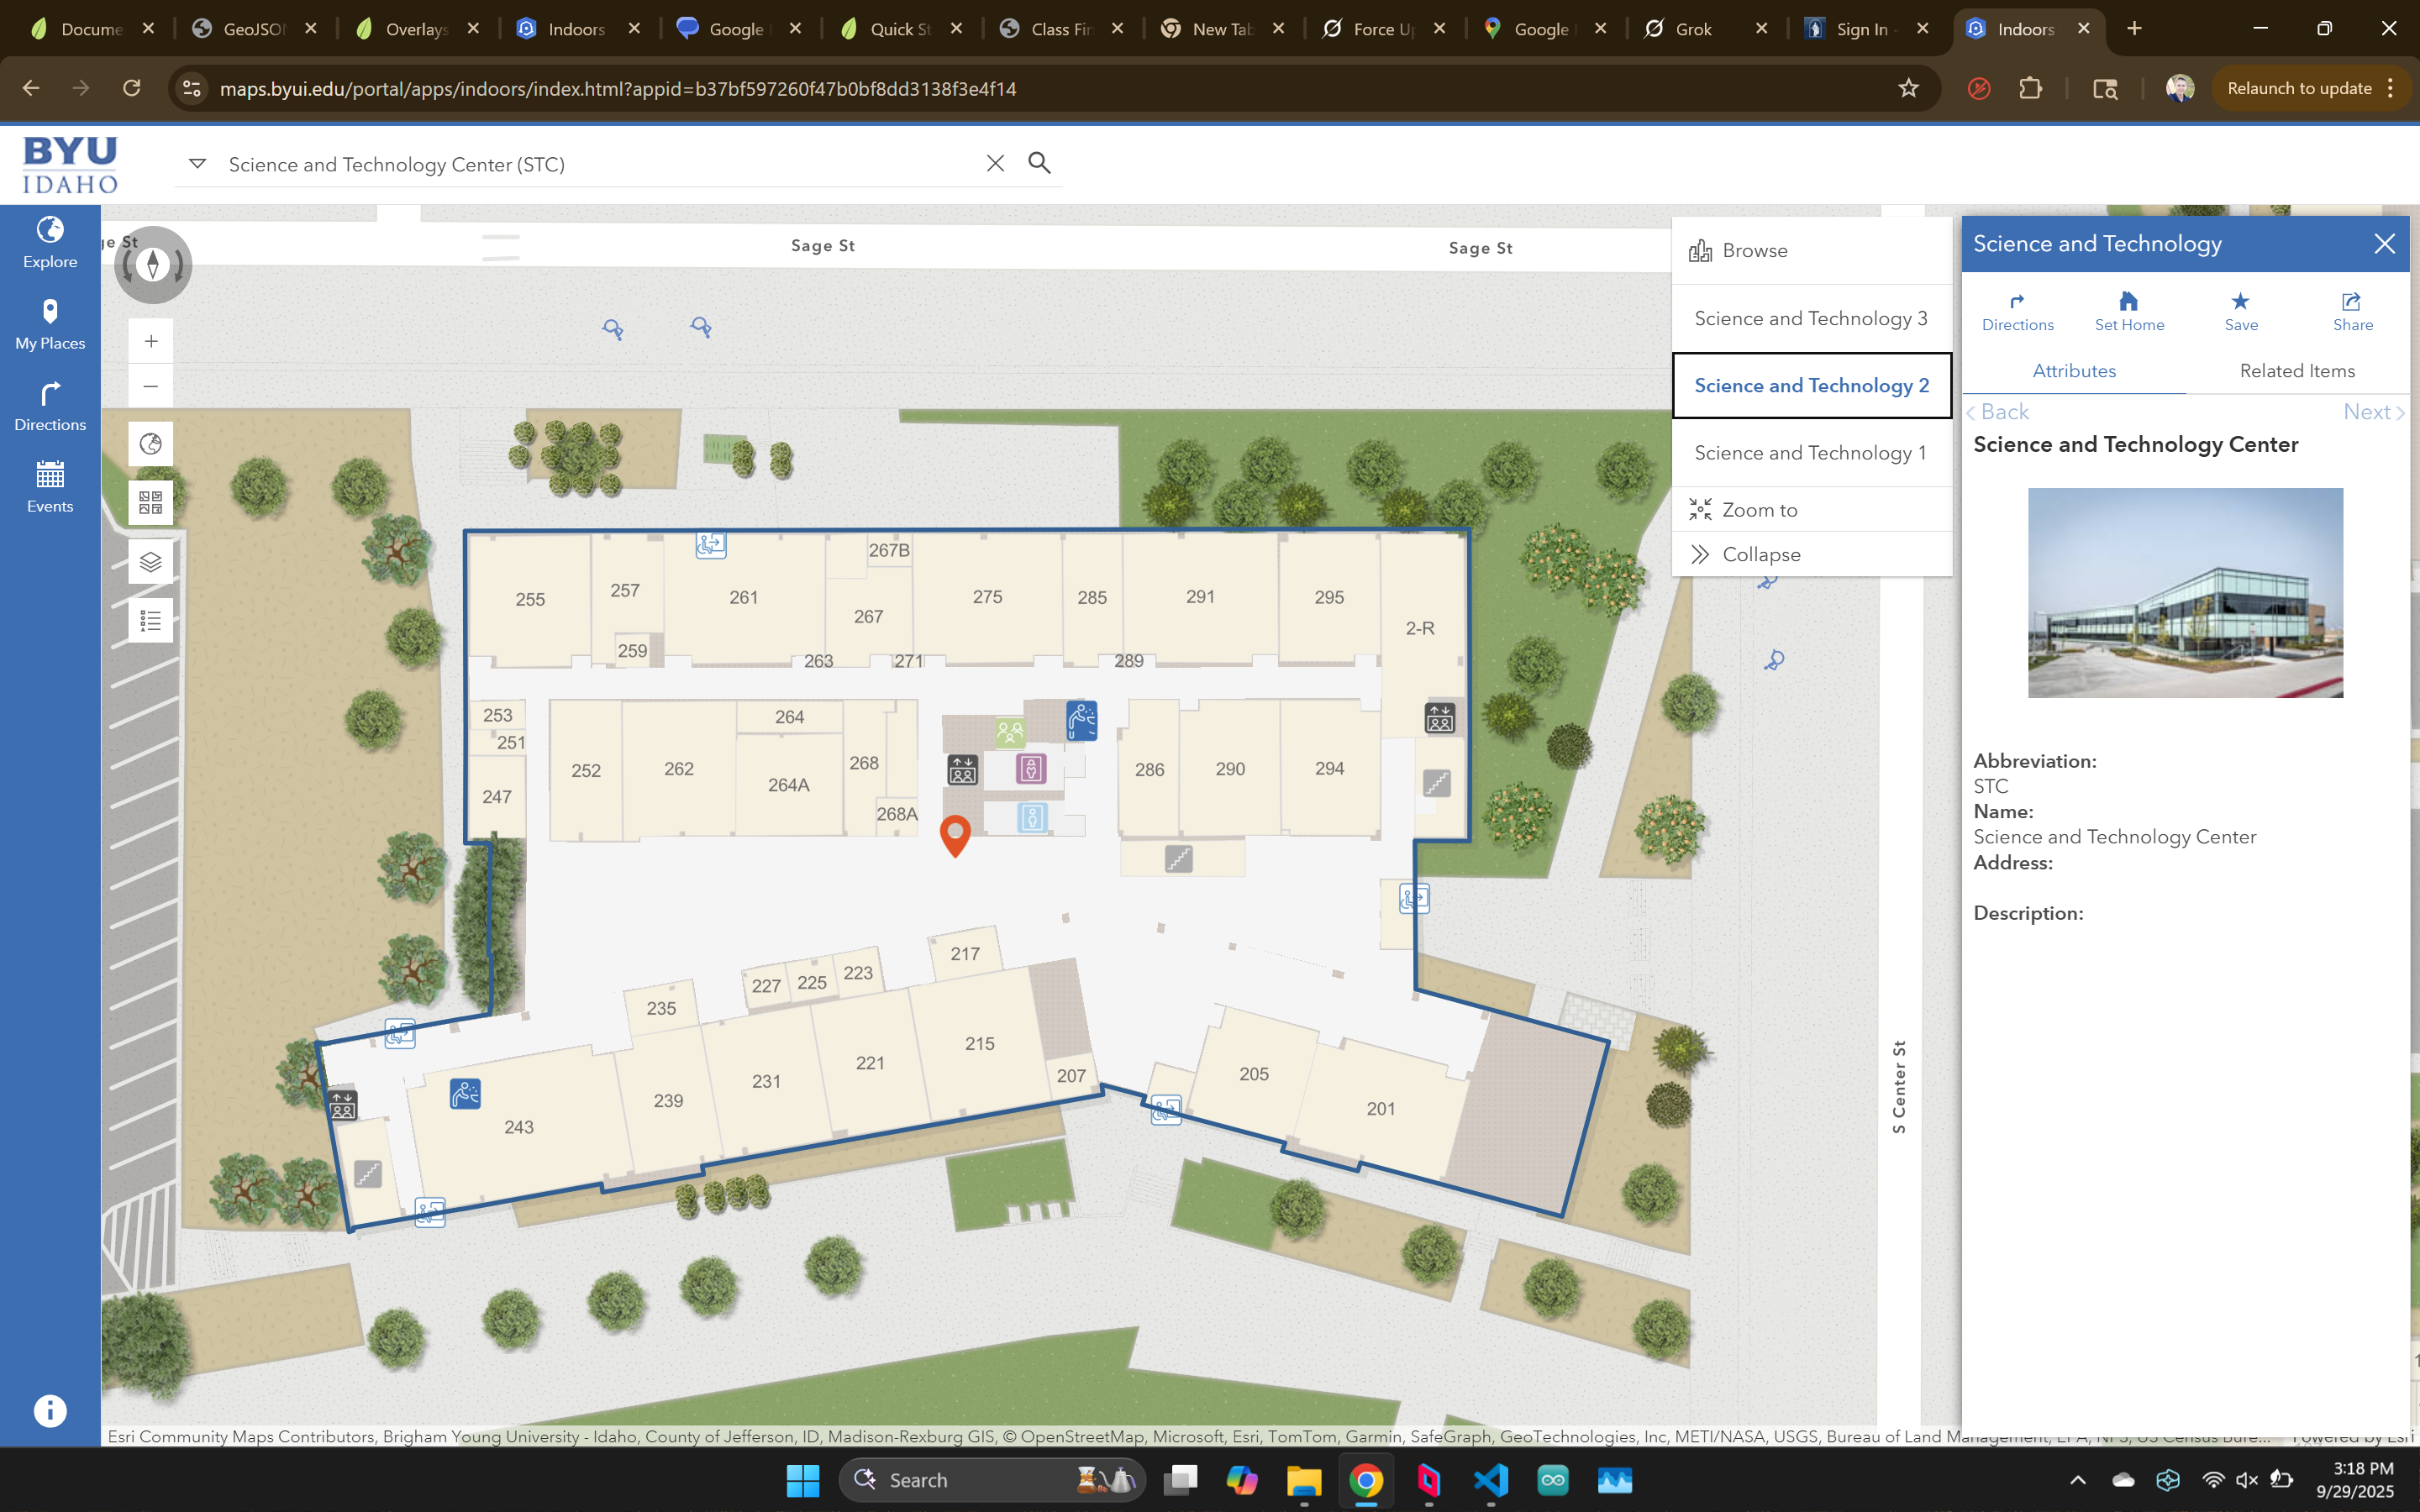 Docume
GeoJSON
Overlays
Indoors
Google
Quick St
Class Fin
New Tab
Force Up
Google
Grok
Sign In -
Indoors
maps.byui.edu/portal/apps/indoors/index.html?appid=b37bf597260f47b0bf8dd3138f3e4f14
Relaunch to update
BYU
IDAHO
Science and Technology Center (STC)
Explore
My Places
Directions
Events
Sage St
Sage St
Browse
Science and Technology 3
Science and Technology 2
Science and Technology 1
Zoom to
Collapse
Science and Technology
Directions
Set Home
Save
Share
Attributes
Related Items
Back
Next
Science and Technology Center
Abbreviation:
STC
Name:
Science and Technology Center
Address:
Description:
255
257
259
261
263
267B
267
271
275
285
289
291
295
2-R
253
251
247
252
262
264
264A
268
268A
286
290
294
217
227
225
223
235
243
239
231
221
215
207
205
201
S Center St
Esri Community Maps Contributors, Brigham Young University - Idaho, County of Jefferson, ID, Madison-Rexburg GIS, © OpenStreetMap, Microsoft, Esri, TomTom, Garmin, SafeGraph, GeoTechnologies, Inc, METI/NASA, USGS, Bureau of Land Management, EPA, NPS, US Census Bure...
Powered by Esri
Search
3:18 PM
9/29/2025